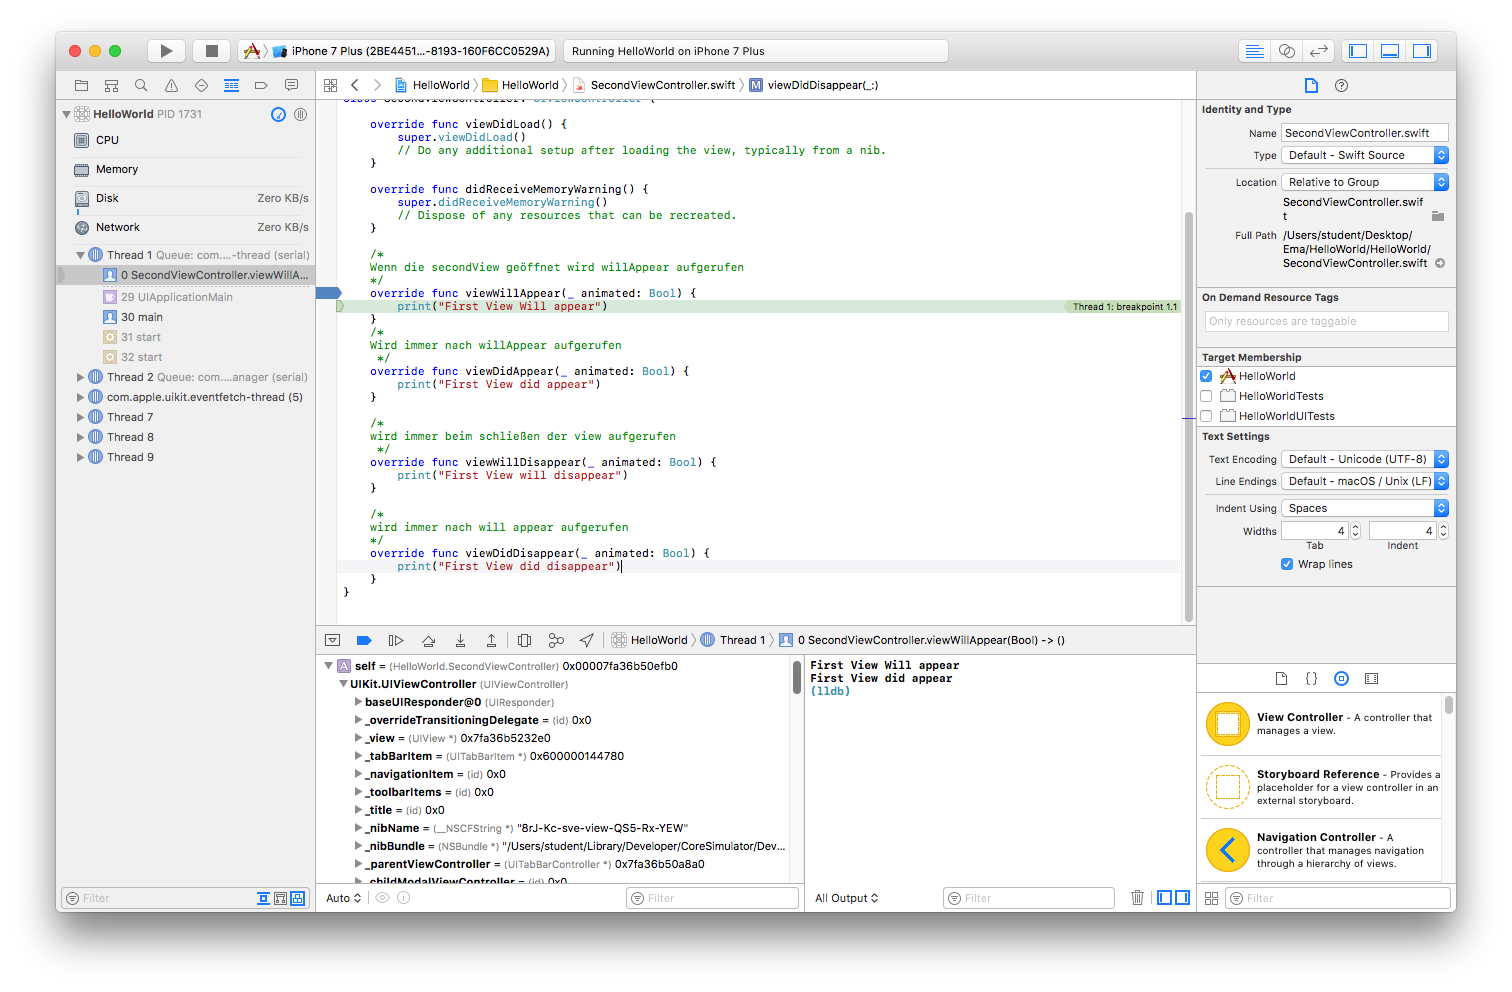 iPhone 7 Plus (2BE4451...-8193-160F6CC0529A)
Running HelloWorld on iPhone 7 Plus
HelloWorld
HelloWorld
SecondViewController.swift
M viewDidDisappear(_:)
HelloWorld PID 1731
CPU
Memory
Disk Zero KB/s
Network Zero KB/s
Thread 1 Queue: com....-thread (serial)
0 SecondViewController.viewWillA...
29 UIApplicationMain
30 main
31 start
32 start
Thread 2 Queue: com....anager (serial)
com.apple.uikit.eventfetch-thread (5)
Thread 7
Thread 8
Thread 9
Filter
override func viewDidLoad() {
super.viewDidLoad()
// Do any additional setup after loading the view, typically from a nib.
}
override func didReceiveMemoryWarning() {
super.didReceiveMemoryWarning()
// Dispose of any resources that can be recreated.
}
/*
Wenn die secondView geöffnet wird willAppear aufgerufen
*/
override func viewWillAppear(_ animated: Bool) {
print("First View Will appear") Thread 1: breakpoint 1.1
}
/*
Wird immer nach willAppear aufgerufen
*/
override func viewDidAppear(_ animated: Bool) {
print("First View did appear")
}
/*
wird immer beim schließen der view aufgerufen
*/
override func viewWillDisappear(_ animated: Bool) {
print("First View will disappear")
}
/*
wird immer nach will appear aufgerufen
*/
override func viewDidDisappear(_ animated: Bool) {
print("First View did disappear")
}
}
HelloWorld
Thread 1
0 SecondViewController.viewWillAppear(Bool) -> ()
A self = (HelloWorld.SecondViewController) 0x00007fa36b50efb0
UIKit.UIViewController (UIViewController)
baseUIResponder@0 (UIResponder)
_overrideTransitioningDelegate = (id) 0x0
_view = (UIView *) 0x7fa36b5232e0
_tabBarItem = (UITabBarItem *) 0x600000144780
_navigationItem = (id) 0x0
_toolbarItems = (id) 0x0
_title = (id) 0x0
_nibName = (__NSCFString *) "8rJ-Kc-sve-view-QS5-Rx-YEW"
_nibBundle = (NSBundle *) "/Users/student/Library/Developer/CoreSimulator/Dev...
_parentViewController = (UITabBarController *) 0x7fa36b50a8a0
_childModalViewController = (id) 0x0
Auto
Filter
First View Will appear
First View did appear
(lldb)
All Output
Filter
Identity and Type
Name SecondViewController.swift
Type Default - Swift Source
Location Relative to Group
SecondViewController.swif
t
Full Path /Users/student/Desktop/
Ema/HelloWorld/HelloWorld/
SecondViewController.swift
On Demand Resource Tags
Only resources are taggable
Target Membership
HelloWorld
HelloWorldTests
HelloWorldUITests
Text Settings
Text Encoding Default - Unicode (UTF-8)
Line Endings Default - macOS / Unix (LF)
Indent Using Spaces
Widths 4 4
Tab Indent
Wrap lines
{}
View Controller - A controller that
manages a view.
Storyboard Reference - Provides a
placeholder for a view controller in an
external storyboard.
Navigation Controller - A
controller that manages navigation
through a hierarchy of views.
Filter